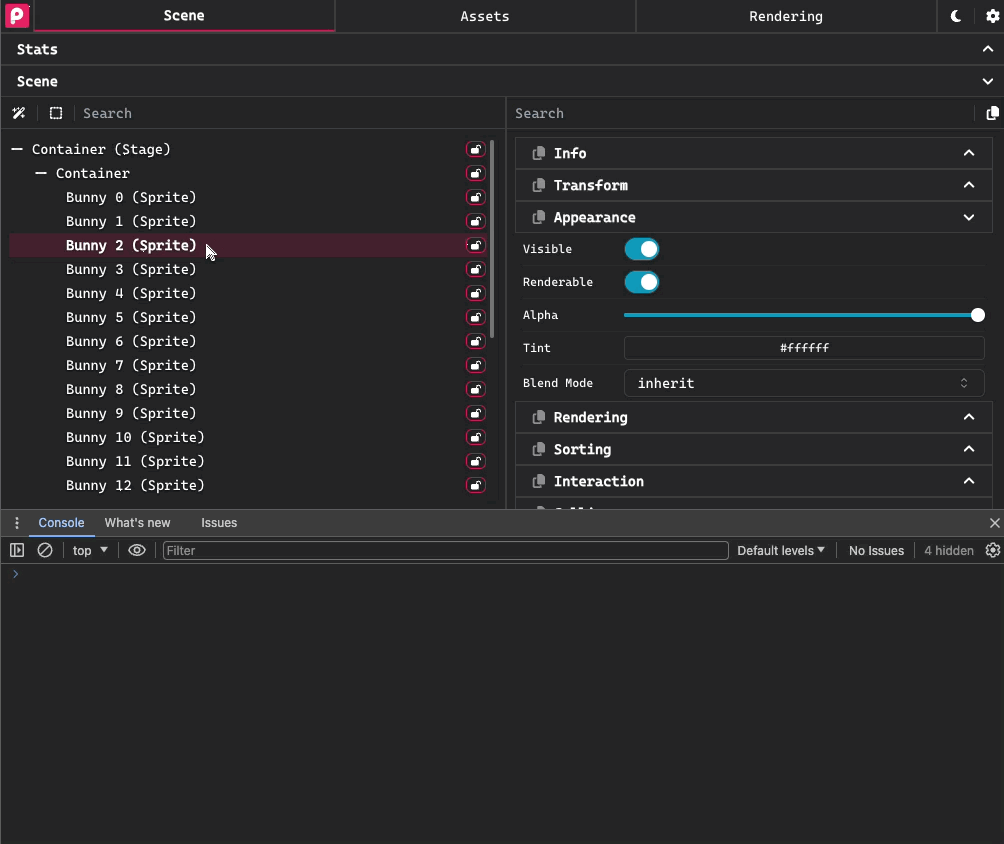 Scene Assets Rendering
Stats
Scene
Search
Container (Stage)
Container
Bunny 0 (Sprite)
Bunny 1 (Sprite)
Bunny 2 (Sprite)
Bunny 3 (Sprite)
Bunny 4 (Sprite)
Bunny 5 (Sprite)
Bunny 6 (Sprite)
Bunny 7 (Sprite)
Bunny 8 (Sprite)
Bunny 9 (Sprite)
Bunny 10 (Sprite)
Bunny 11 (Sprite)
Bunny 12 (Sprite)
Search
Info
Transform
Appearance
Visible
Renderable
Alpha
Tint #ffffff
Blend Mode inherit
Rendering
Sorting
Interaction
Console What's new Issues
top Filter Default levels No Issues 4 hidden